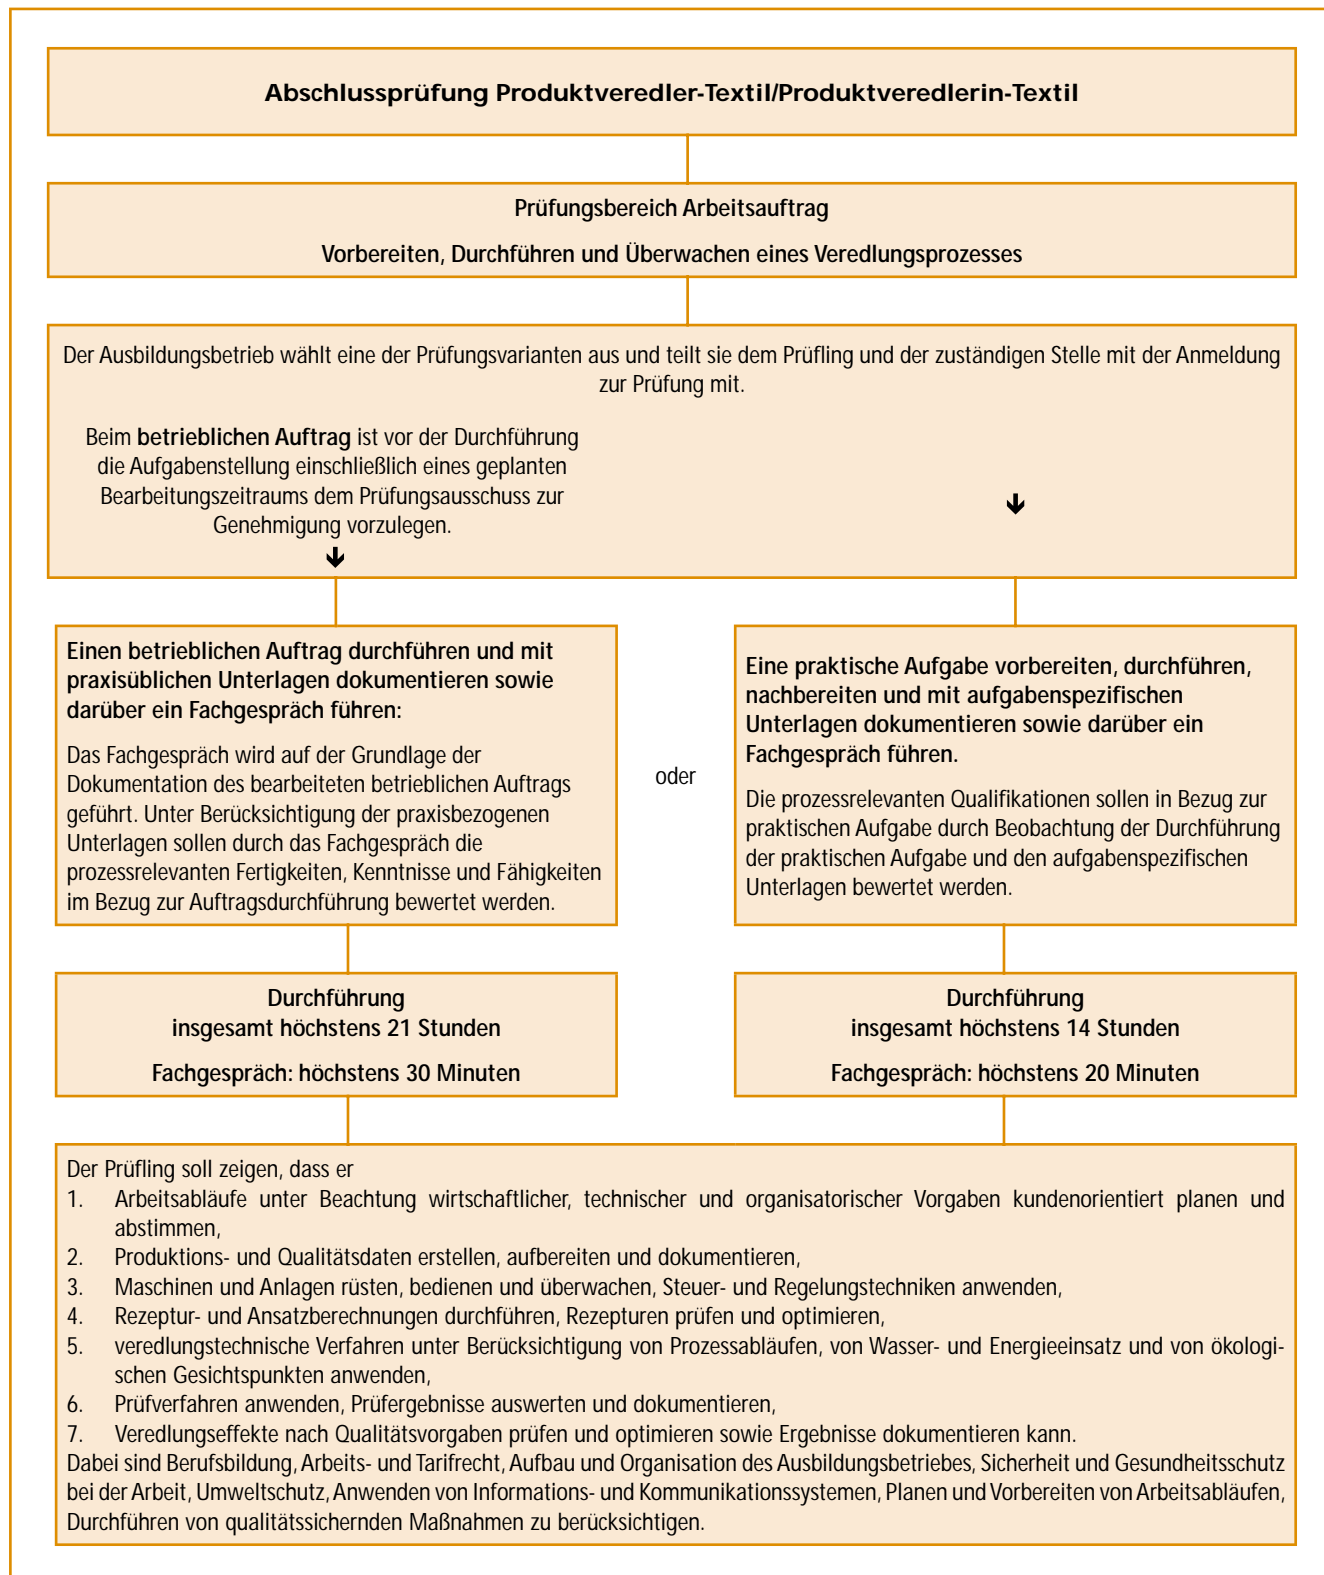 Abschlussprüfung Produktveredler-Textil/Produktveredlerin-Textil
Prüfungsbereich Arbeitsauftrag
Vorbereiten, Durchführen und Überwachen eines Veredlungsprozesses
Der Ausbildungsbetrieb wählt eine der Prüfungsvarianten aus und teilt sie dem Prüfling und der zuständigen Stelle mit der Anmeldung
zur Prüfung mit.
Beim betrieblichen Auftrag ist vor der Durchführung
die Aufgabenstellung einschließlich eines geplanten
Bearbeitungszeitraums dem Prüfungsausschuss zur
Genehmigung vorzulegen.
Einen betrieblichen Auftrag durchführen und mit
praxisüblichen Unterlagen dokumentieren sowie
darüber ein Fachgespräch führen:
Das Fachgespräch wird auf der Grundlage der
Dokumentation des bearbeiteten betrieblichen Auftrags
geführt. Unter Berücksichtigung der praxisbezogenen
Unterlagen sollen durch das Fachgespräch die
prozessrelevanten Fertigkeiten, Kenntnisse und Fähigkeiten
im Bezug zur Auftragsdurchführung bewertet werden.
oder
Eine praktische Aufgabe vorbereiten, durchführen,
nachbereiten und mit aufgabenspezifischen
Unterlagen dokumentieren sowie darüber ein
Fachgespräch führen.
Die prozessrelevanten Qualifikationen sollen in Bezug zur
praktischen Aufgabe durch Beobachtung der Durchführung
der praktischen Aufgabe und den aufgabenspezifischen
Unterlagen bewertet werden.
Durchführung
insgesamt höchstens 21 Stunden
Fachgespräch: höchstens 30 Minuten
Durchführung
insgesamt höchstens 14 Stunden
Fachgespräch: höchstens 20 Minuten
Der Prüfling soll zeigen, dass er
1. Arbeitsabläufe unter Beachtung wirtschaftlicher, technischer und organisatorischer Vorgaben kundenorientiert planen und
abstimmen,
2. Produktions- und Qualitätsdaten erstellen, aufbereiten und dokumentieren,
3. Maschinen und Anlagen rüsten, bedienen und überwachen, Steuer- und Regelungstechniken anwenden,
4. Rezeptur- und Ansatzberechnungen durchführen, Rezepturen prüfen und optimieren,
5. veredlungstechnische Verfahren unter Berücksichtigung von Prozessabläufen, von Wasser- und Energieeinsatz und von ökologi-
schen Gesichtspunkten anwenden,
6. Prüfverfahren anwenden, Prüfergebnisse auswerten und dokumentieren,
7. Veredlungseffekte nach Qualitätsvorgaben prüfen und optimieren sowie Ergebnisse dokumentieren kann.
Dabei sind Berufsbildung, Arbeits- und Tarifrecht, Aufbau und Organisation des Ausbildungsbetriebes, Sicherheit und Gesundheitsschutz
bei der Arbeit, Umweltschutz, Anwenden von Informations- und Kommunikationssystemen, Planen und Vorbereiten von Arbeitsabläufen,
Durchführen von qualitätssichernden Maßnahmen zu berücksichtigen.